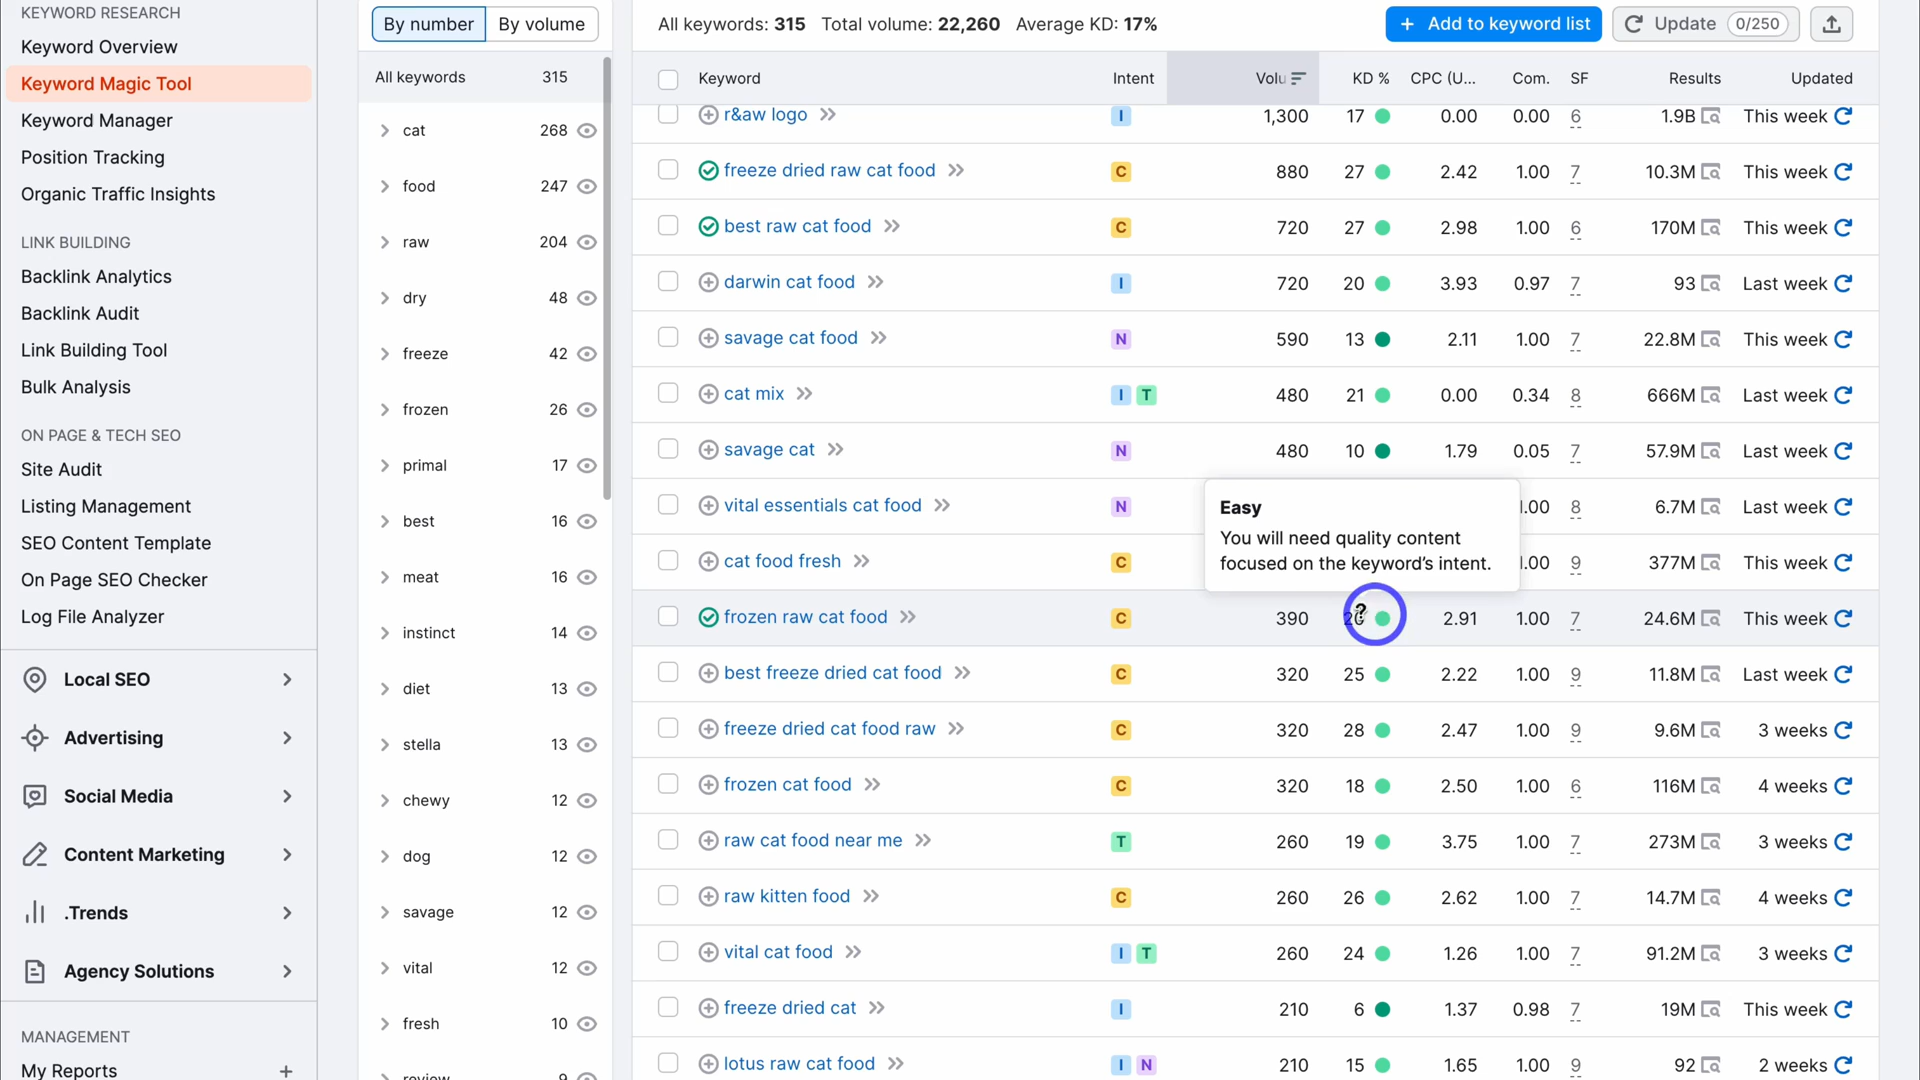 KEYWORD RESEARCH
Keyword Overview
Keyword Magic Tool
Keyword Manager
Position Tracking
Organic Traffic Insights
LINK BUILDING
Backlink Analytics
Backlink Audit
Link Building Tool
Bulk Analysis
ON PAGE & TECH SEO
Site Audit
Listing Management
SEO Content Template
On Page SEO Checker
Log File Analyzer
Local SEO
Advertising
Social Media
Content Marketing
.Trends
Agency Solutions
MANAGEMENT
My Reports +
By number By volume
All keywords 315
cat 268
food 247
raw 204
dry 48
freeze 42
frozen 26
primal 17
best 16
meat 16
instinct 14
diet 13
stella 13
chewy 12
dog 12
savage 12
vital 12
fresh 10
review 9
All keywords: 315 Total volume: 22,260 Average KD: 17%
+ Add to keyword list Update 0/250
Keyword Intent Volu KD % CPC (U... Com. SF Results Updated
r&aw logo I 1,300 17 0.00 0.00 6 1.9B This week
freeze dried raw cat food C 880 27 2.42 1.00 7 10.3M This week
best raw cat food C 720 27 2.98 1.00 6 170M This week
darwin cat food I 720 20 3.93 0.97 7 93 Last week
savage cat food N 590 13 2.11 1.00 7 22.8M This week
cat mix I T 480 21 0.00 0.34 8 666M Last week
savage cat N 480 10 1.79 0.05 7 57.9M Last week
vital essentials cat food N .00 8 6.7M Last week
cat food fresh C .00 9 377M This week
Easy
You will need quality content
focused on the keyword's intent.
frozen raw cat food C 390 ? 2.91 1.00 7 24.6M This week
best freeze dried cat food C 320 25 2.22 1.00 9 11.8M Last week
freeze dried cat food raw C 320 28 2.47 1.00 9 9.6M 3 weeks
frozen cat food C 320 18 2.50 1.00 6 116M 4 weeks
raw cat food near me T 260 19 3.75 1.00 7 273M 3 weeks
raw kitten food C 260 26 2.62 1.00 7 14.7M 4 weeks
vital cat food I T 260 24 1.26 1.00 7 91.2M 3 weeks
freeze dried cat I 210 6 1.37 0.98 7 19M This week
lotus raw cat food I N 210 15 1.65 1.00 9 92 2 weeks